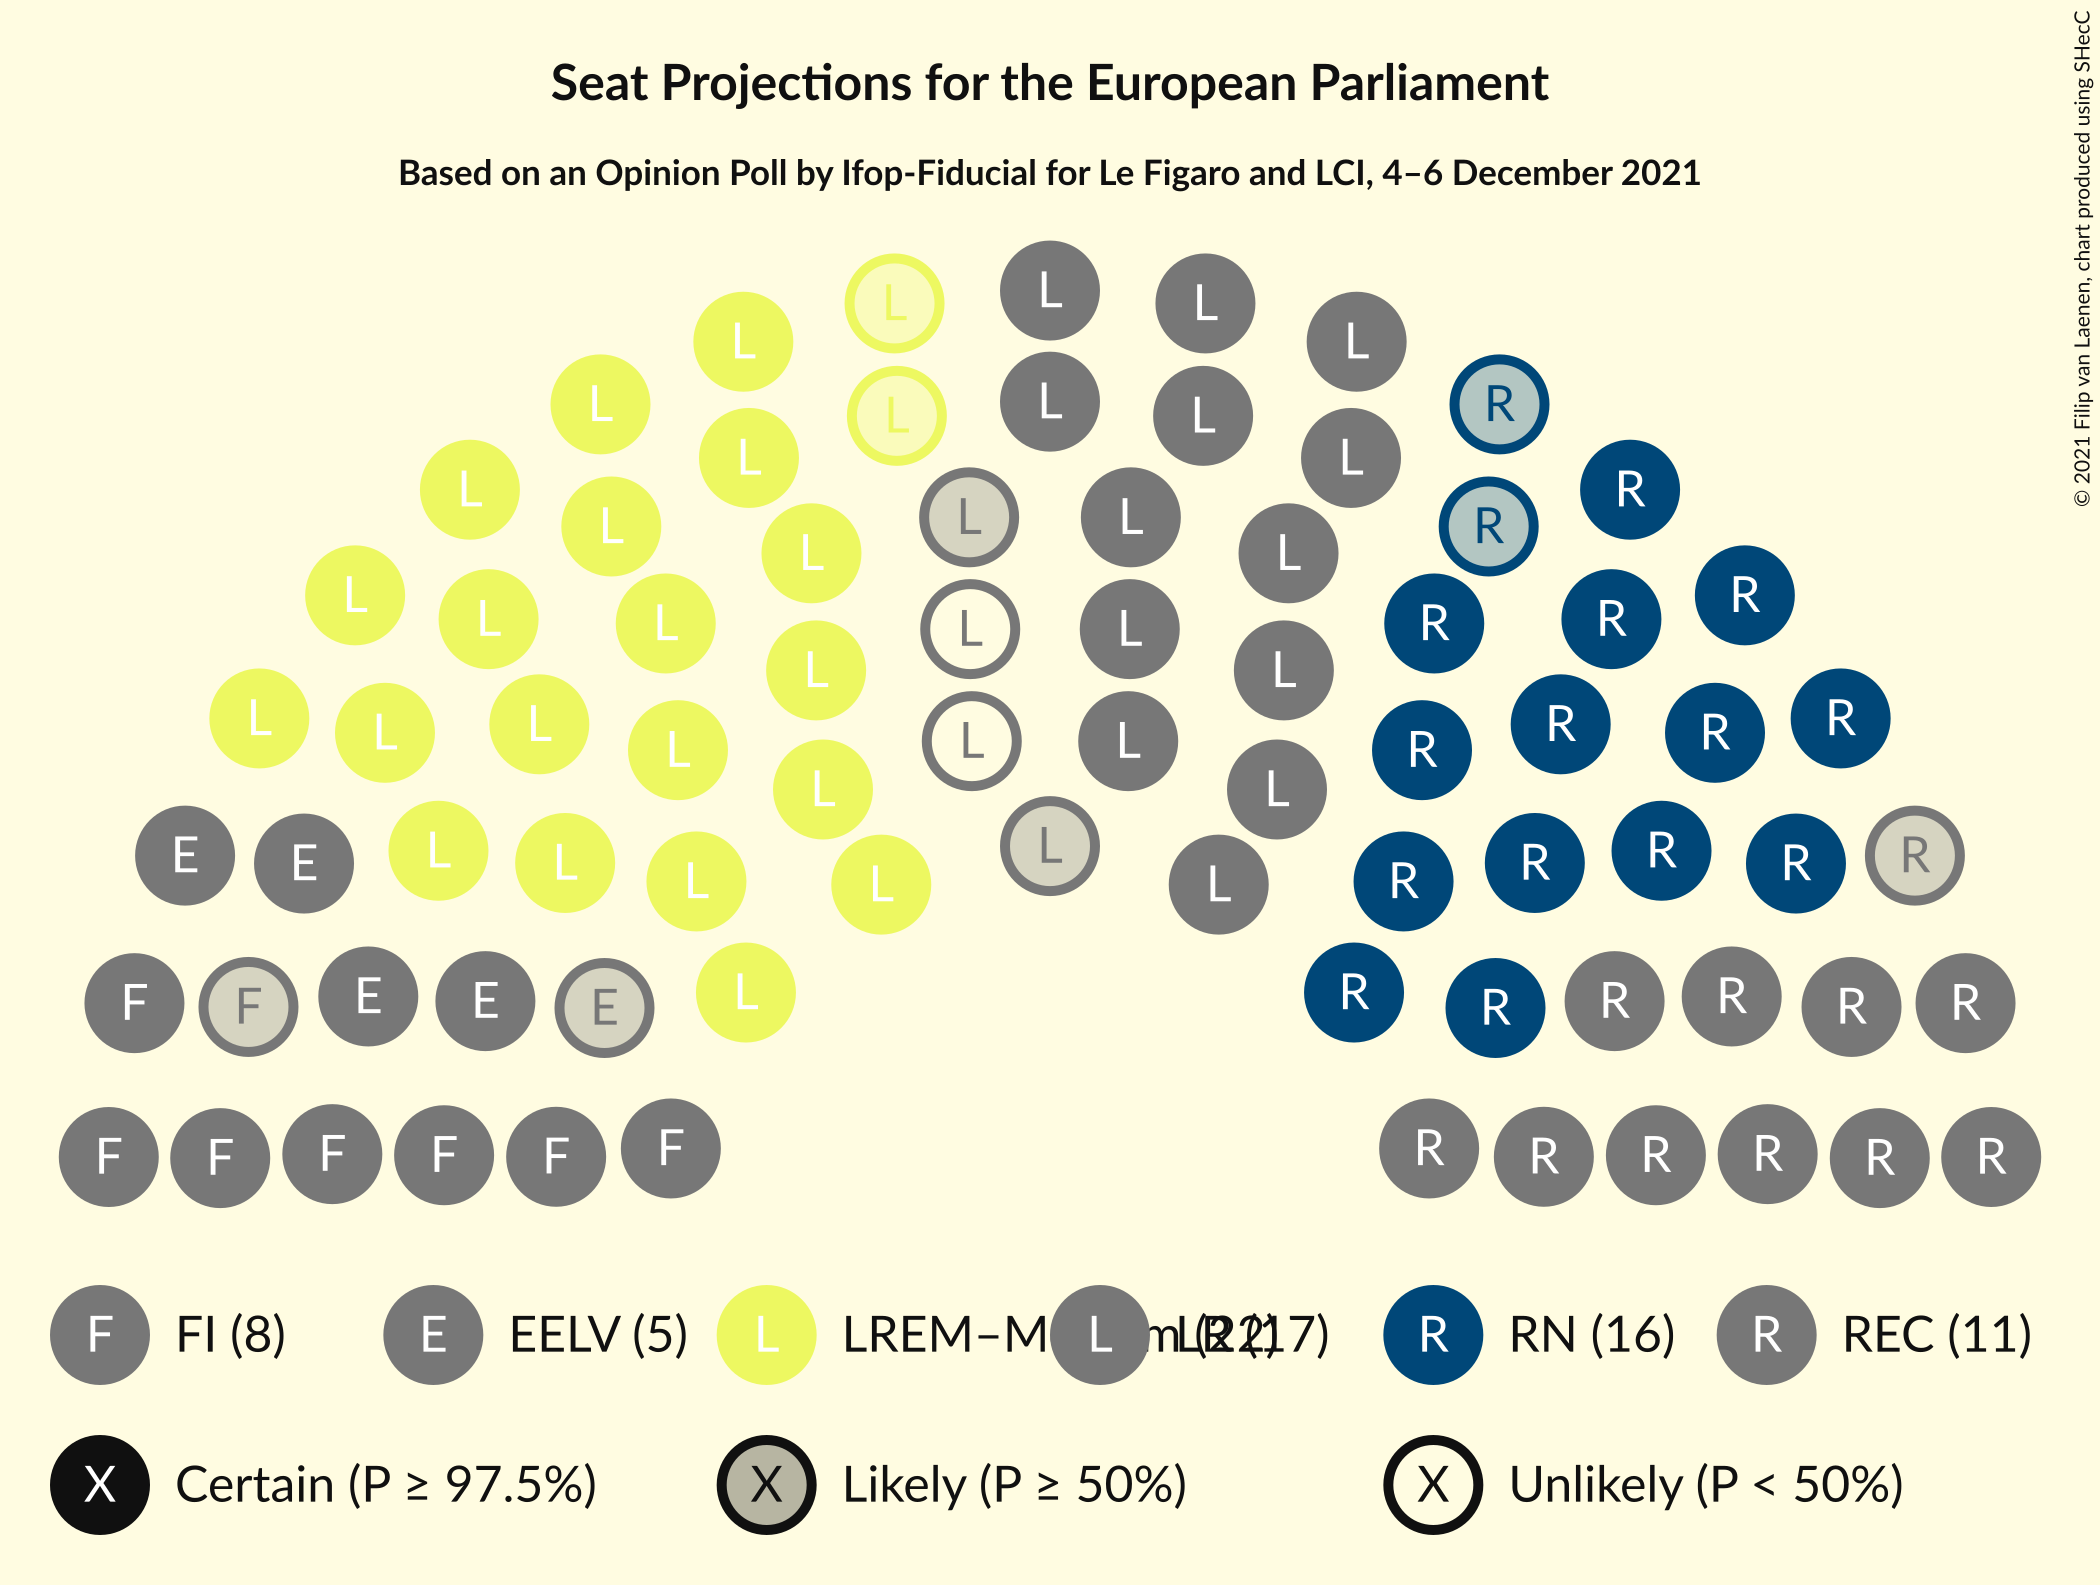 Seat Projections for the European Parliament
Based on an Opinion Poll by Ifop-Fiducial for Le Figaro and LCI, 4–6 December 2021
© 2021 Filip van Laenen, chart produced using SHecC
L L L L L
L L L L R
L L L R
L L L L L R
L L L L L R R R
L L
L L L L L L R R R R
L L
E E L L L L L L R R R R R
F F E E E L R R R R R R
F F F F F F R R R R R R
F FI (8) E EELV (5) L L R RN (16) R REC (11)
X Certain (P ≥ 97.5%) X Likely (P ≥ 50%) X Unlikely (P < 50%)